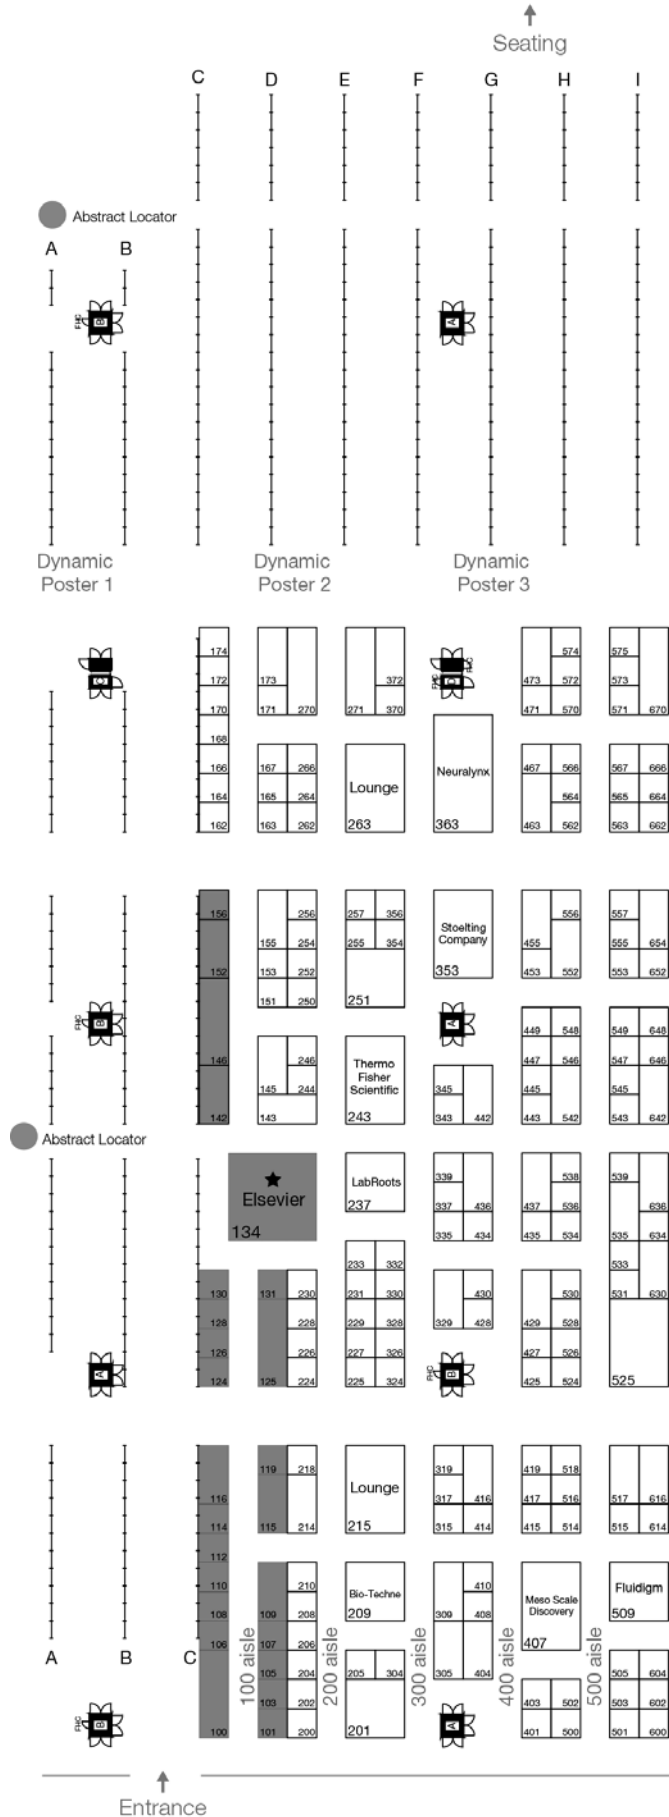 Seating
C D E F G H I
Abstract Locator
A B
FHC B A
Dynamic
Poster 1
Dynamic
Poster 2
Dynamic
Poster 3
174 574 575
172 173 372 473 572 573
170 171 270 271 370 471 570 571 670
168
166 167 266 Lounge Neuralynx 467 566 567 666
164 165 264 564 565 664
162 163 262 263 363 463 562 563 662
156 256 257 356 556 557
Stoelting
Company
155 254 255 354 455 555 654
152 153 252 353 453 552 553 652
151 250 251
FHC B A
449 548 549 648
146 246 447 546 547 646
Thermo
Fisher
Scientific
145 244 345 445 545
142 143 243 343 442 443 542 543 642
Abstract Locator
339 538 539
Elsevier LabRoots
134 237 337 436 437 536 636
335 434 435 534 535 634
233 332 533
130 131 230 231 330 430 530 531 630
128 228 229 328 329 428 429 528
126 226 227 326 427 526
124 125 224 225 324 425 524 525
A FHC B
119 218 319 419 518
Lounge
116 317 416 417 516 517 616
114 115 214 215 315 414 415 514 515 614
112
110 210 Bio-Techne 410 Meso Scale
Discovery Fluidigm
108 109 208 209 309 408 509
106 107 206 407
A B C
100 aisle
200 aisle
300 aisle
400 aisle
500 aisle
105 204 205 304 305 404 505 604
103 202 403 502 503 602
100 101 200 201 401 500 501 600
FHC B A
Entrance